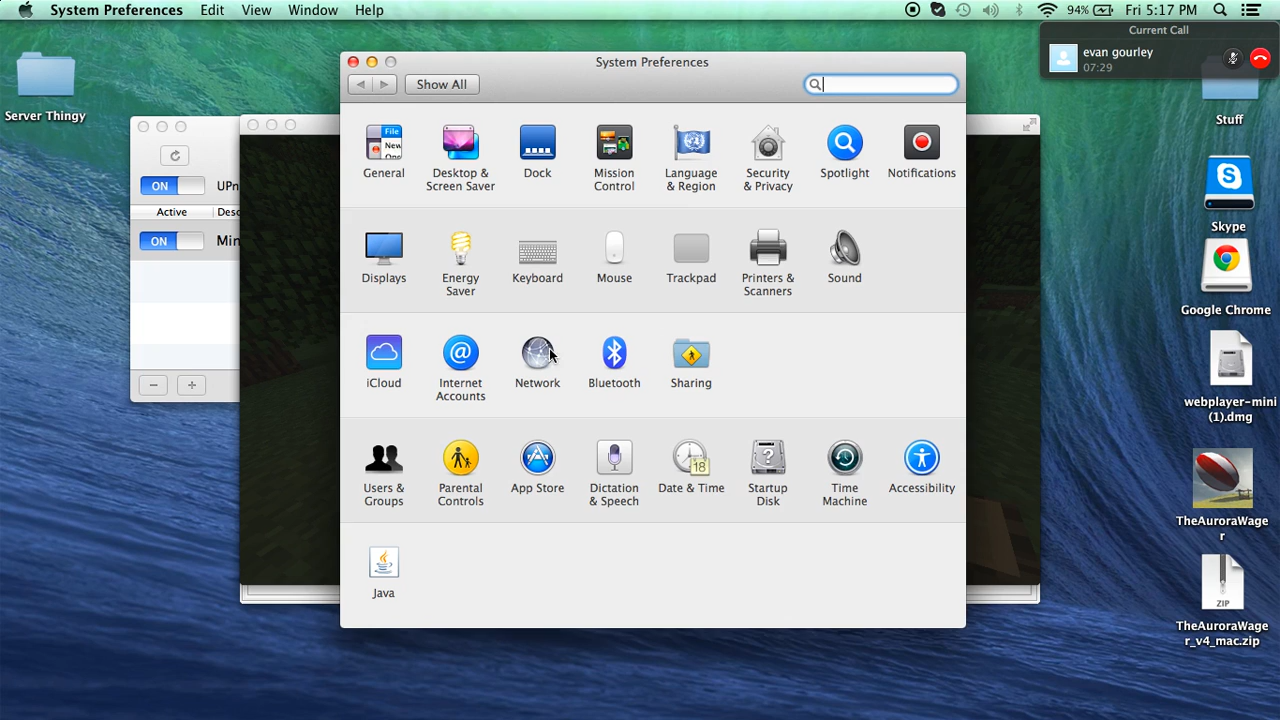 System Preferences Edit View Window Help
94% Fri 5:17 PM
Current Call
evan gourley
07:29
System Preferences
Show All
Server Thingy
ON UPn
Active Desc
ON Min
General
Desktop &
Screen Saver
Dock
Mission
Control
Language
& Region
Security
& Privacy
Spotlight
Notifications
Displays
Energy
Saver
Keyboard
Mouse
Trackpad
Printers &
Scanners
Sound
iCloud
Internet
Accounts
Network
Bluetooth
Sharing
Users &
Groups
Parental
Controls
App Store
Dictation
& Speech
18
Date & Time
Startup
Disk
Time
Machine
Accessibility
Java
Stuff
Skype
Google Chrome
webplayer-mini
(1).dmg
TheAuroraWage
r
ZIP
TheAuroraWage
r_v4_mac.zip